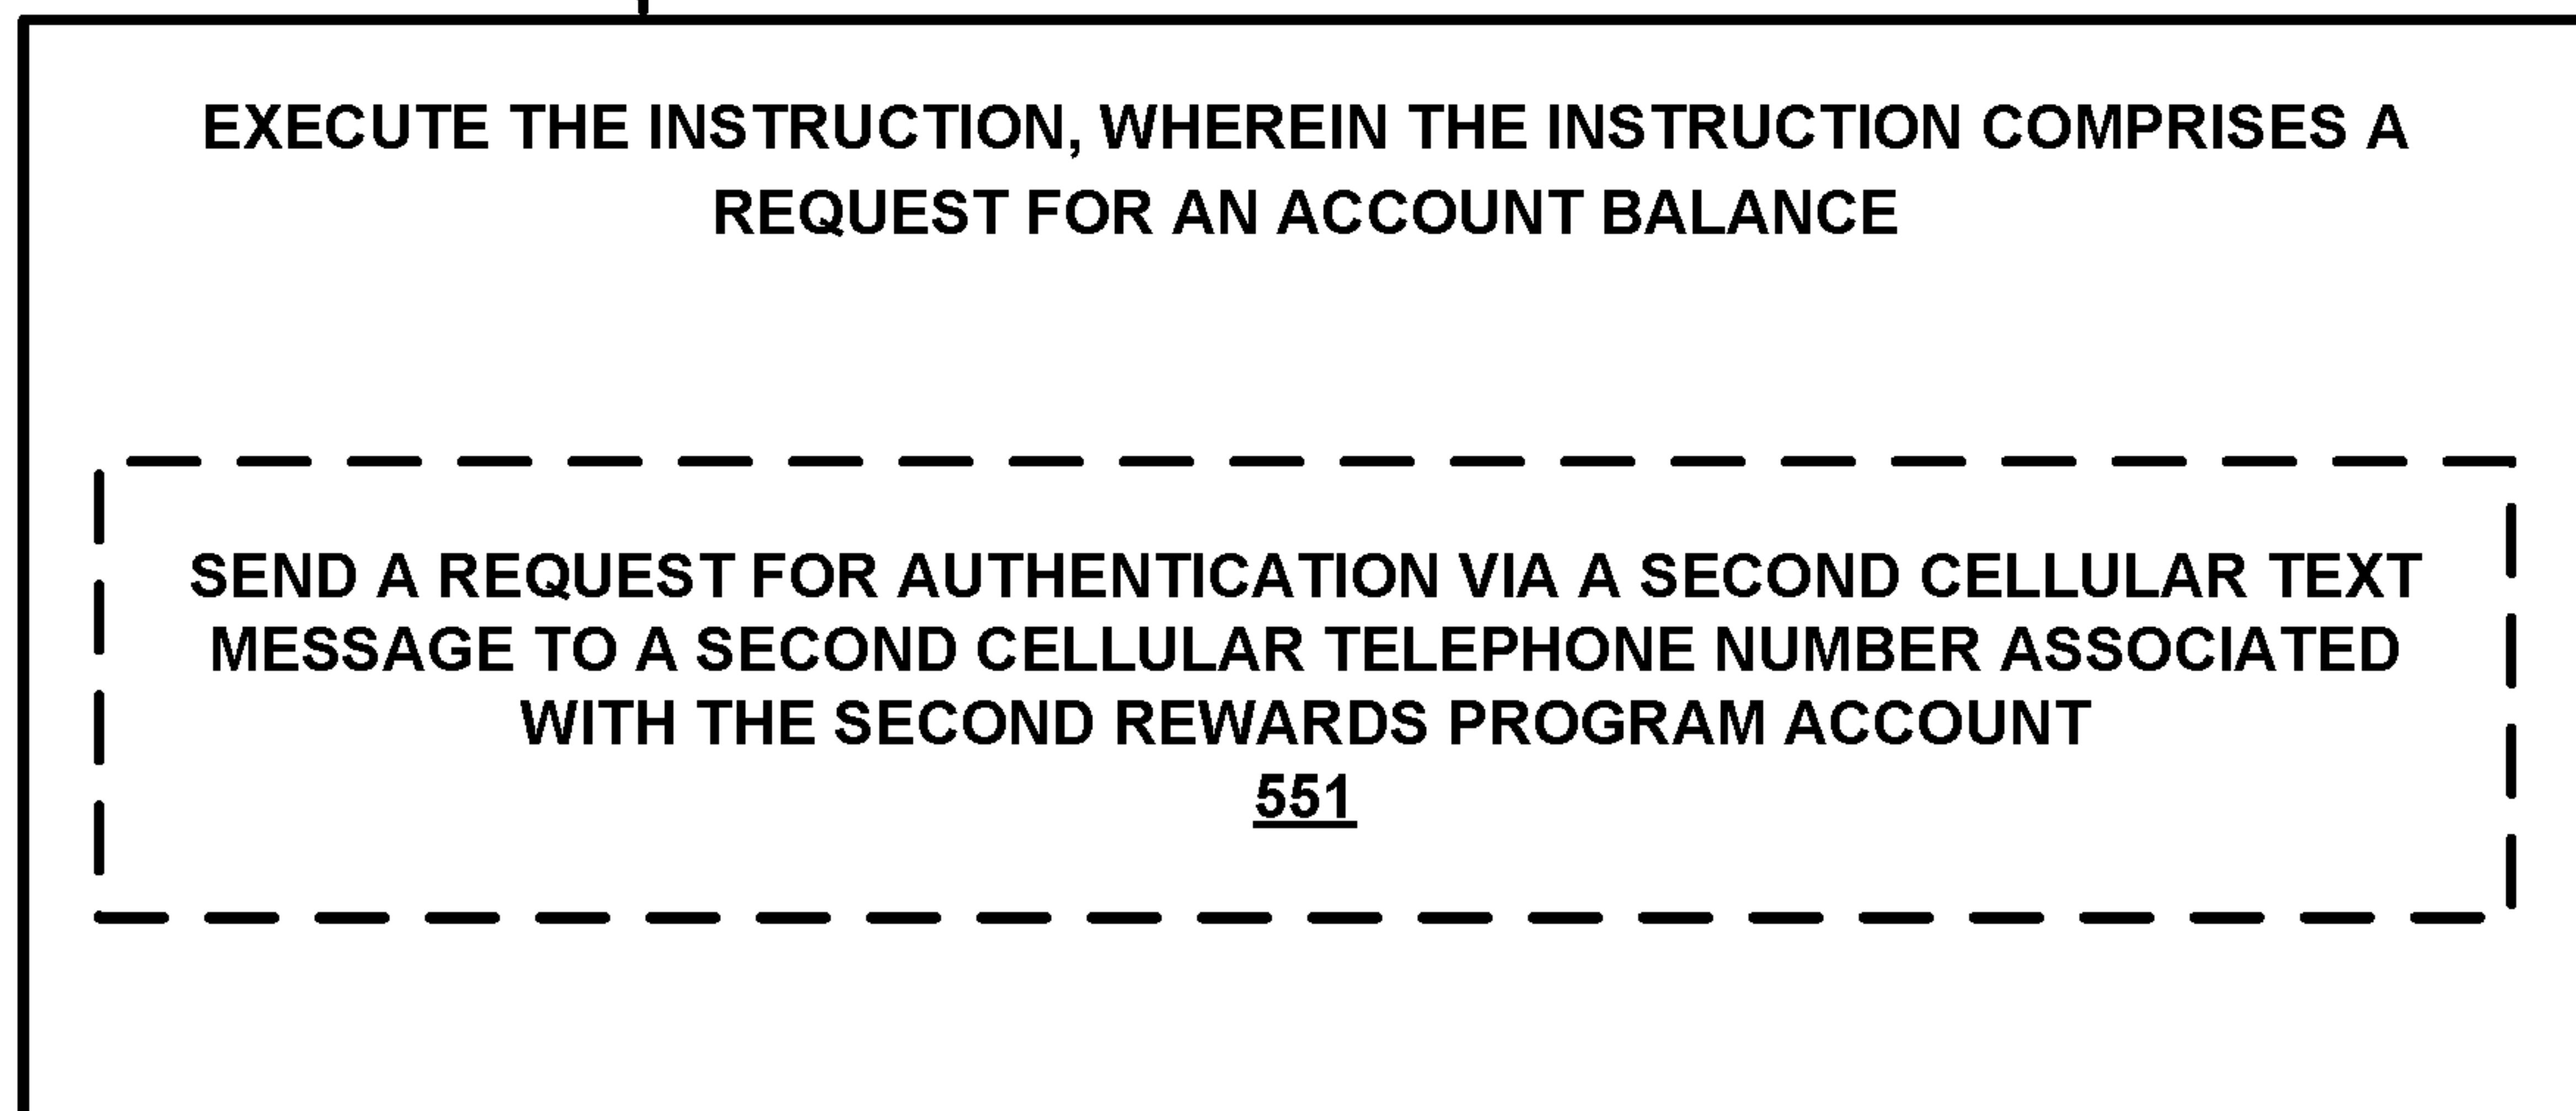 EXECUTE THE INSTRUCTION, WHEREIN THE INSTRUCTION COMPRISES A
REQUEST FOR AN ACCOUNT BALANCE
SEND A REQUEST FOR AUTHENTICATION VIA A SECOND CELLULAR TEXT
MESSAGE TO A SECOND CELLULAR TELEPHONE NUMBER ASSOCIATED
WITH THE SECOND REWARDS PROGRAM ACCOUNT
551